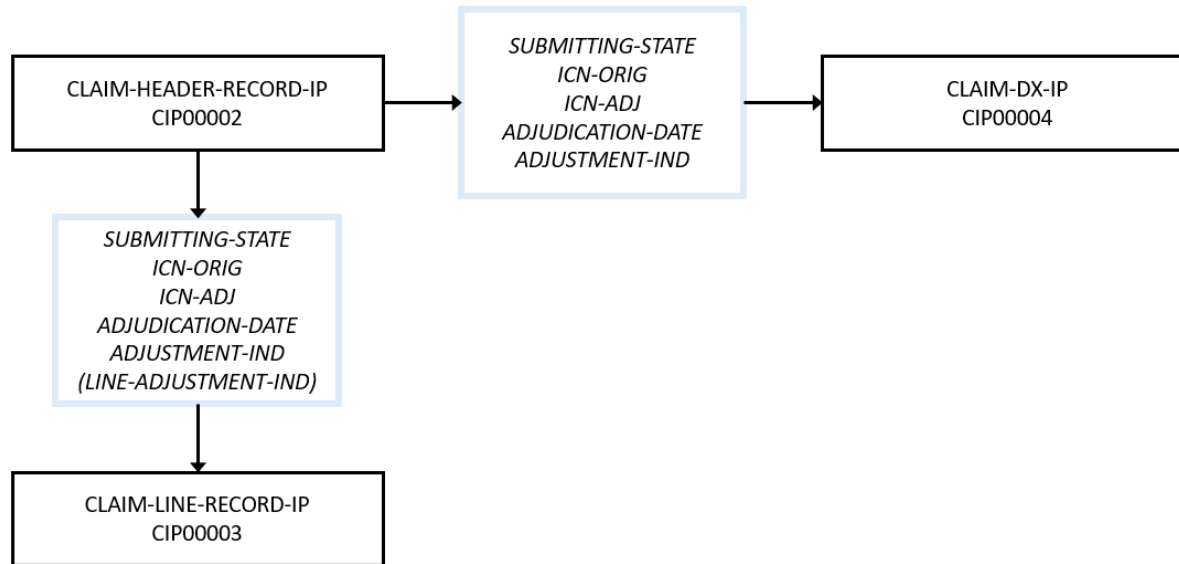 CLAIM-HEADER-RECORD-IP
CIP00002
SUBMITTING-STATE
ICN-ORIG
ICN-ADJ
ADJUDICATION-DATE
ADJUSTMENT-IND
CLAIM-DX-IP
CIP00004
SUBMITTING-STATE
ICN-ORIG
ICN-ADJ
ADJUDICATION-DATE
ADJUSTMENT-IND
(LINE-ADJUSTMENT-IND)
CLAIM-LINE-RECORD-IP
CIP00003